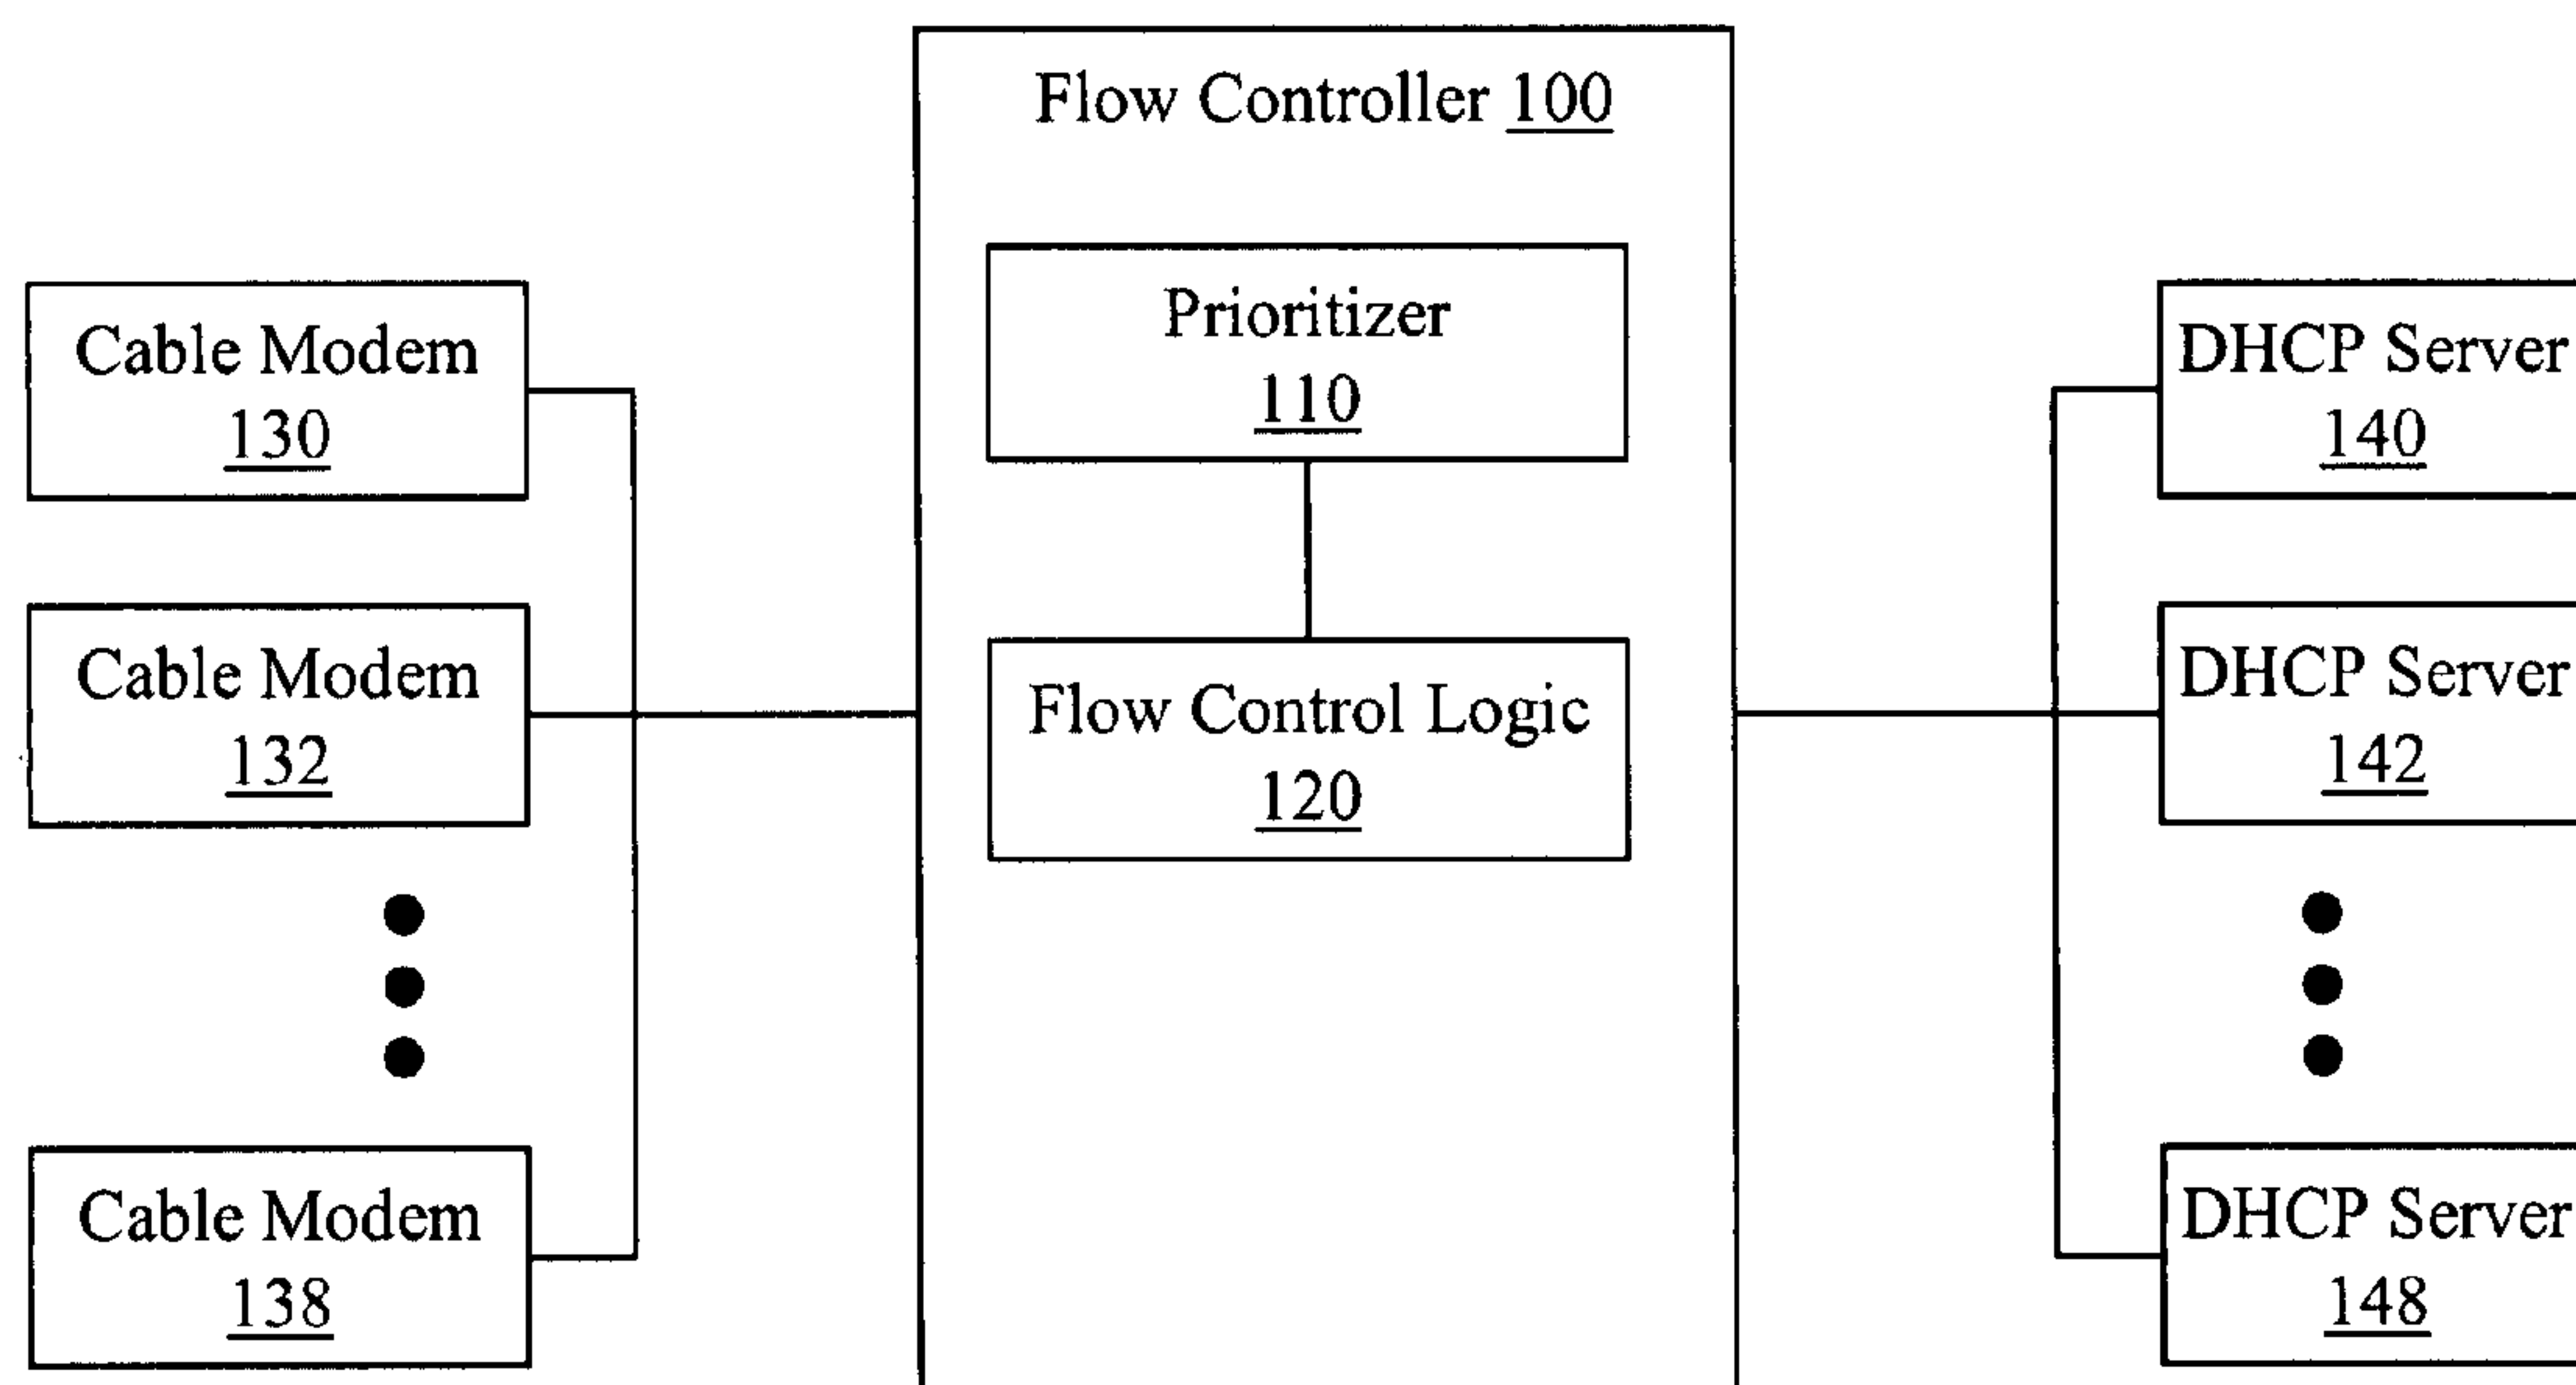 Flow Controller 100
Prioritizer
110
Flow Control Logic
120
Cable Modem
130
Cable Modem
132
Cable Modem
138
DHCP Server
140
DHCP Server
142
DHCP Server
148